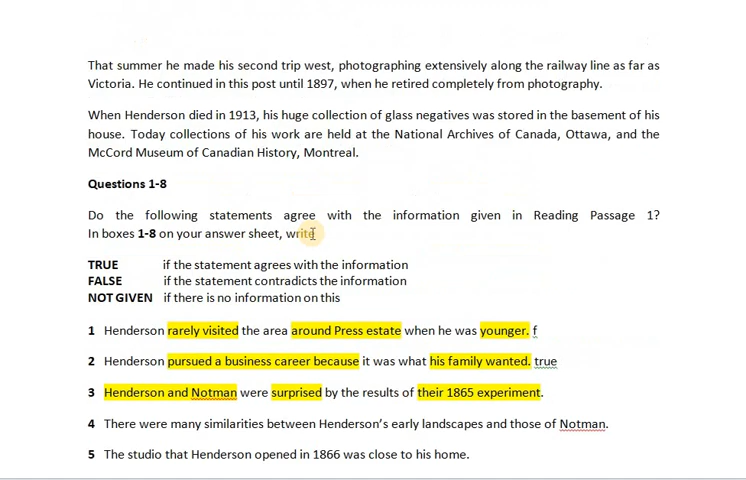 That summer he made his second trip west, photographing extensively along the railway line as far as
Victoria. He continued in this post until 1897, when he retired completely from photography.
When Henderson died in 1913, his huge collection of glass negatives was stored in the basement of his
house. Today collections of his work are held at the National Archives of Canada, Ottawa, and the
McCord Museum of Canadian History, Montreal.
Questions 1-8
Do the following statements agree with the information given in Reading Passage 1?
In boxes 1-8 on your answer sheet, write
TRUE if the statement agrees with the information
FALSE if the statement contradicts the information
NOT GIVEN if there is no information on this
1 Henderson rarely visited the area around Press estate when he was younger. f
2 Henderson pursued a business career because it was what his family wanted. true
3 Henderson and Notman were surprised by the results of their 1865 experiment.
4 There were many similarities between Henderson's early landscapes and those of Notman.
5 The studio that Henderson opened in 1866 was close to his home.